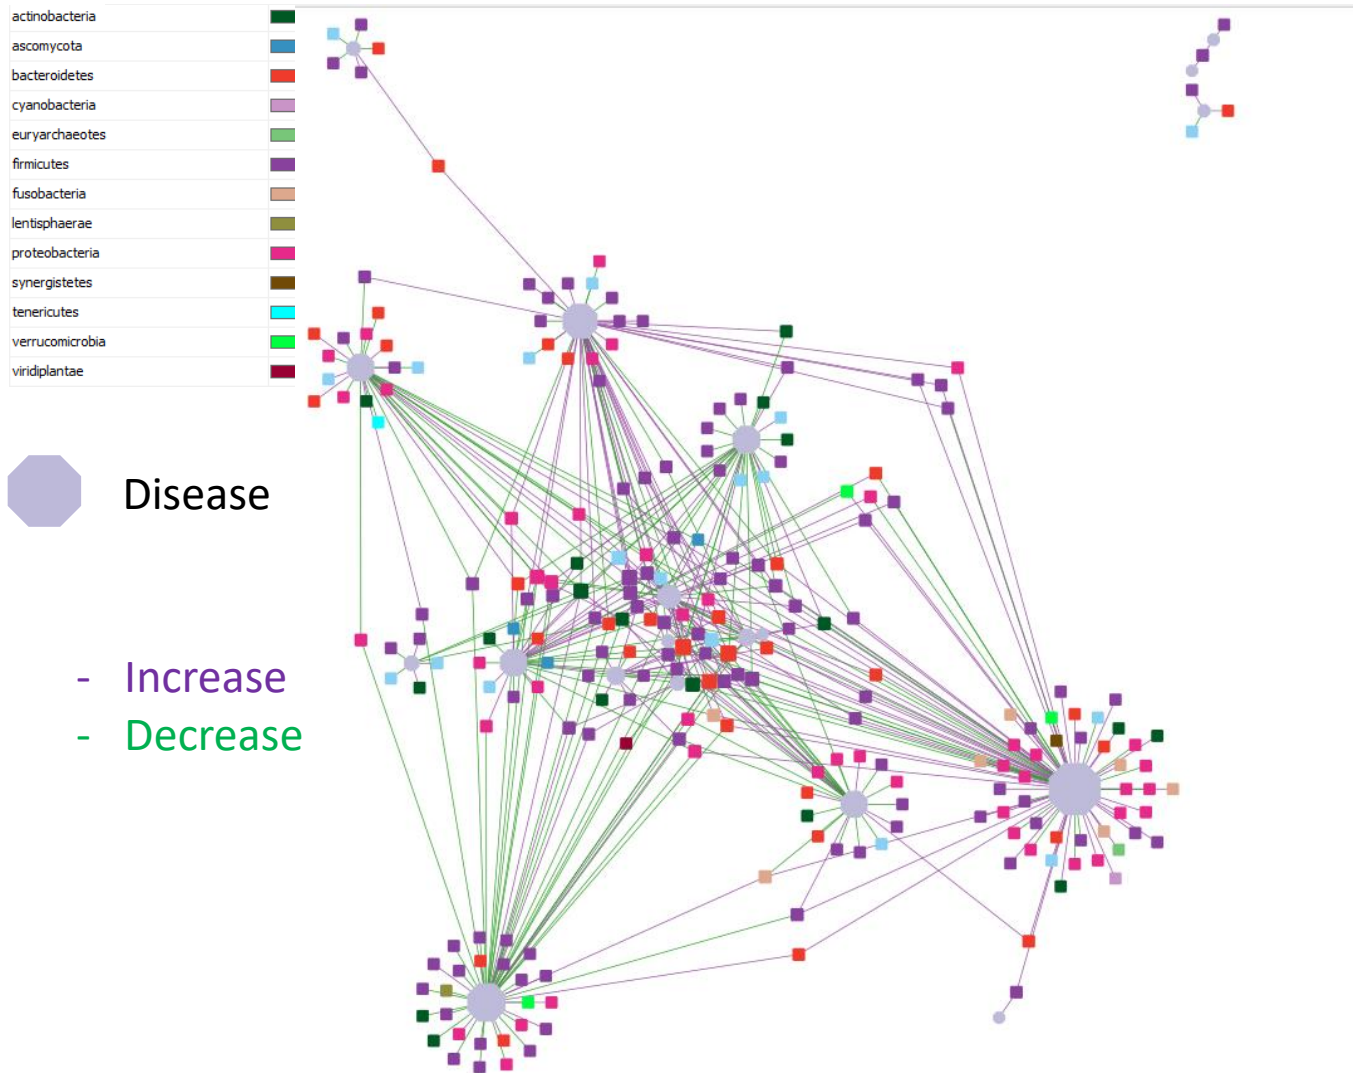 actinobacteria
ascomycota
bacteroidetes
cyanobacteria
euryarchaeotes
firmicutes
fusobacteria
lentisphaerae
proteobacteria
synergistetes
tenericutes
verrucomicrobia
viridiplantae
Disease
- Increase
- Decrease